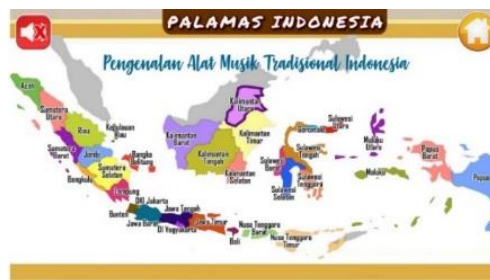 PALAMAS INDONESIA
Pengenalan Alat Musik Tradisional Indonesia
Aceh
Sumatera
Utara
Riau
Kepulauan
Riau
Sumatera
Barat
Jambi
Bangka
Belitung
Sumatera
Selatan
Bengkulu
Lampung
Banten
DKI Jakarta
Jawa Barat
Jawa Tengah
DI Yogyakarta
Jawa Timur
Bali
Nusa Tenggara
Barat
Nusa Tenggara
Timur
Kalimantan
Barat
Kalimantan
Tengah
Kalimantan
Selatan
Kalimantan
Timur
Kalimantan
Utara
Gorontalo
Sulawesi
Utara
Sulawesi
Tengah
Sulawesi
Barat
Sulawesi
Selatan
Sulawesi
Tenggara
Maluku
Utara
Maluku
Papua
Barat
Papua